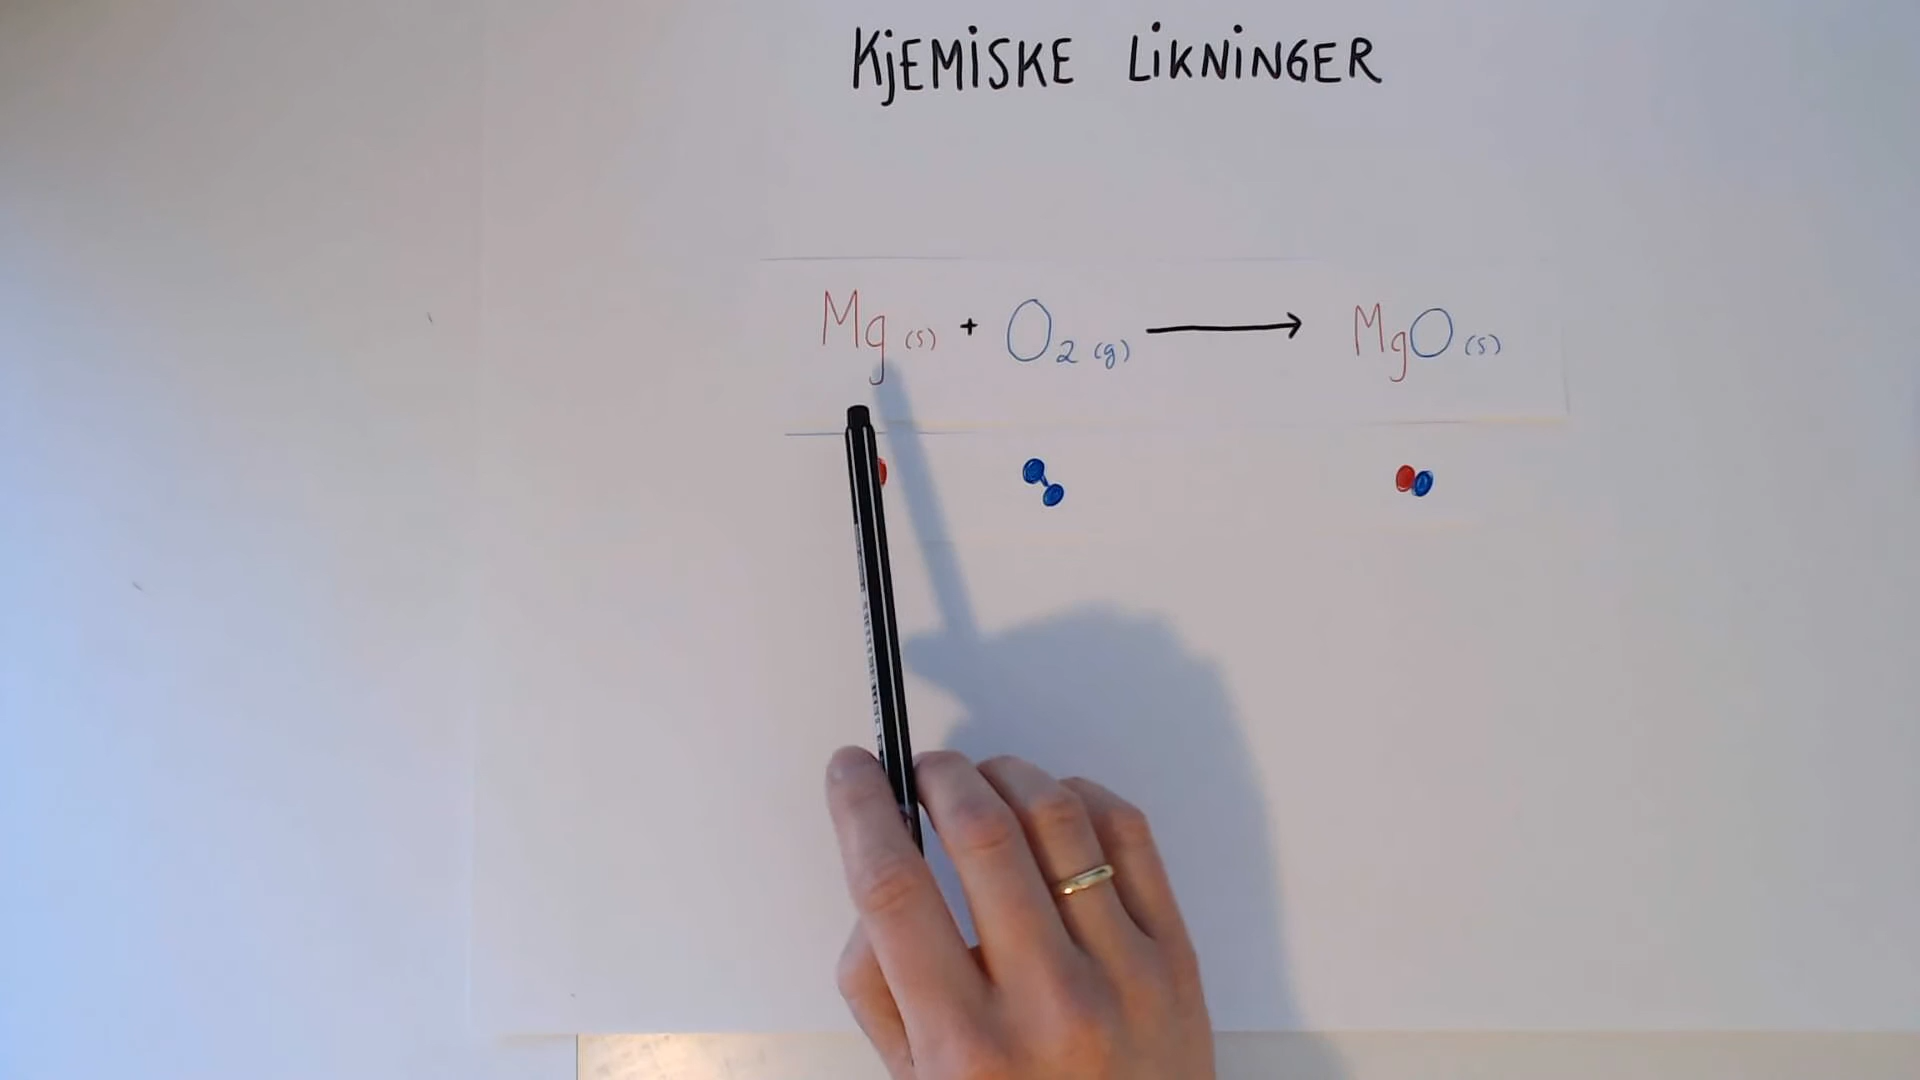 KjEMiSKE LiKNiNGER
Mg (s) + O₂ (g) → MgO (s)